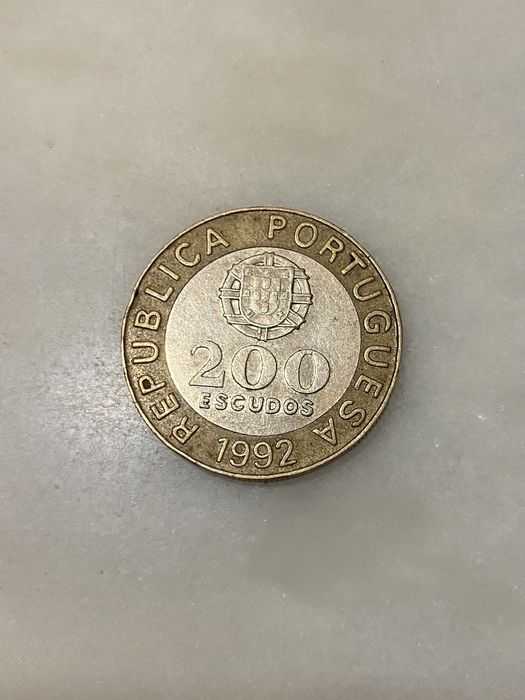 REPUBLICA PORTUGUESA
200
ESCUDOS
1992